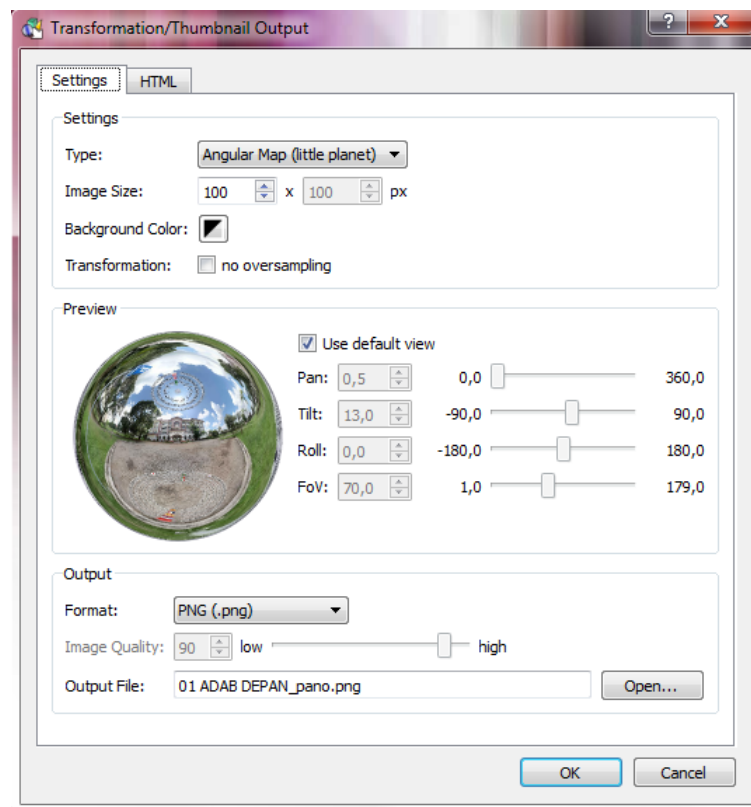 Transformation/Thumbnail Output
?
X
Settings HTML
Settings
Type: Angular Map (little planet)
Image Size: 100 x 100 px
Background Color:
Transformation: no oversampling
Preview
Use default view
Pan: 0,5 0,0 360,0
Tilt: 13,0 -90,0 90,0
Roll: 0,0 -180,0 180,0
FoV: 70,0 1,0 179,0
Output
Format: PNG (.png)
Image Quality: 90 low high
Output File: 01 ADAB DEPAN_pano.png Open...
OK Cancel